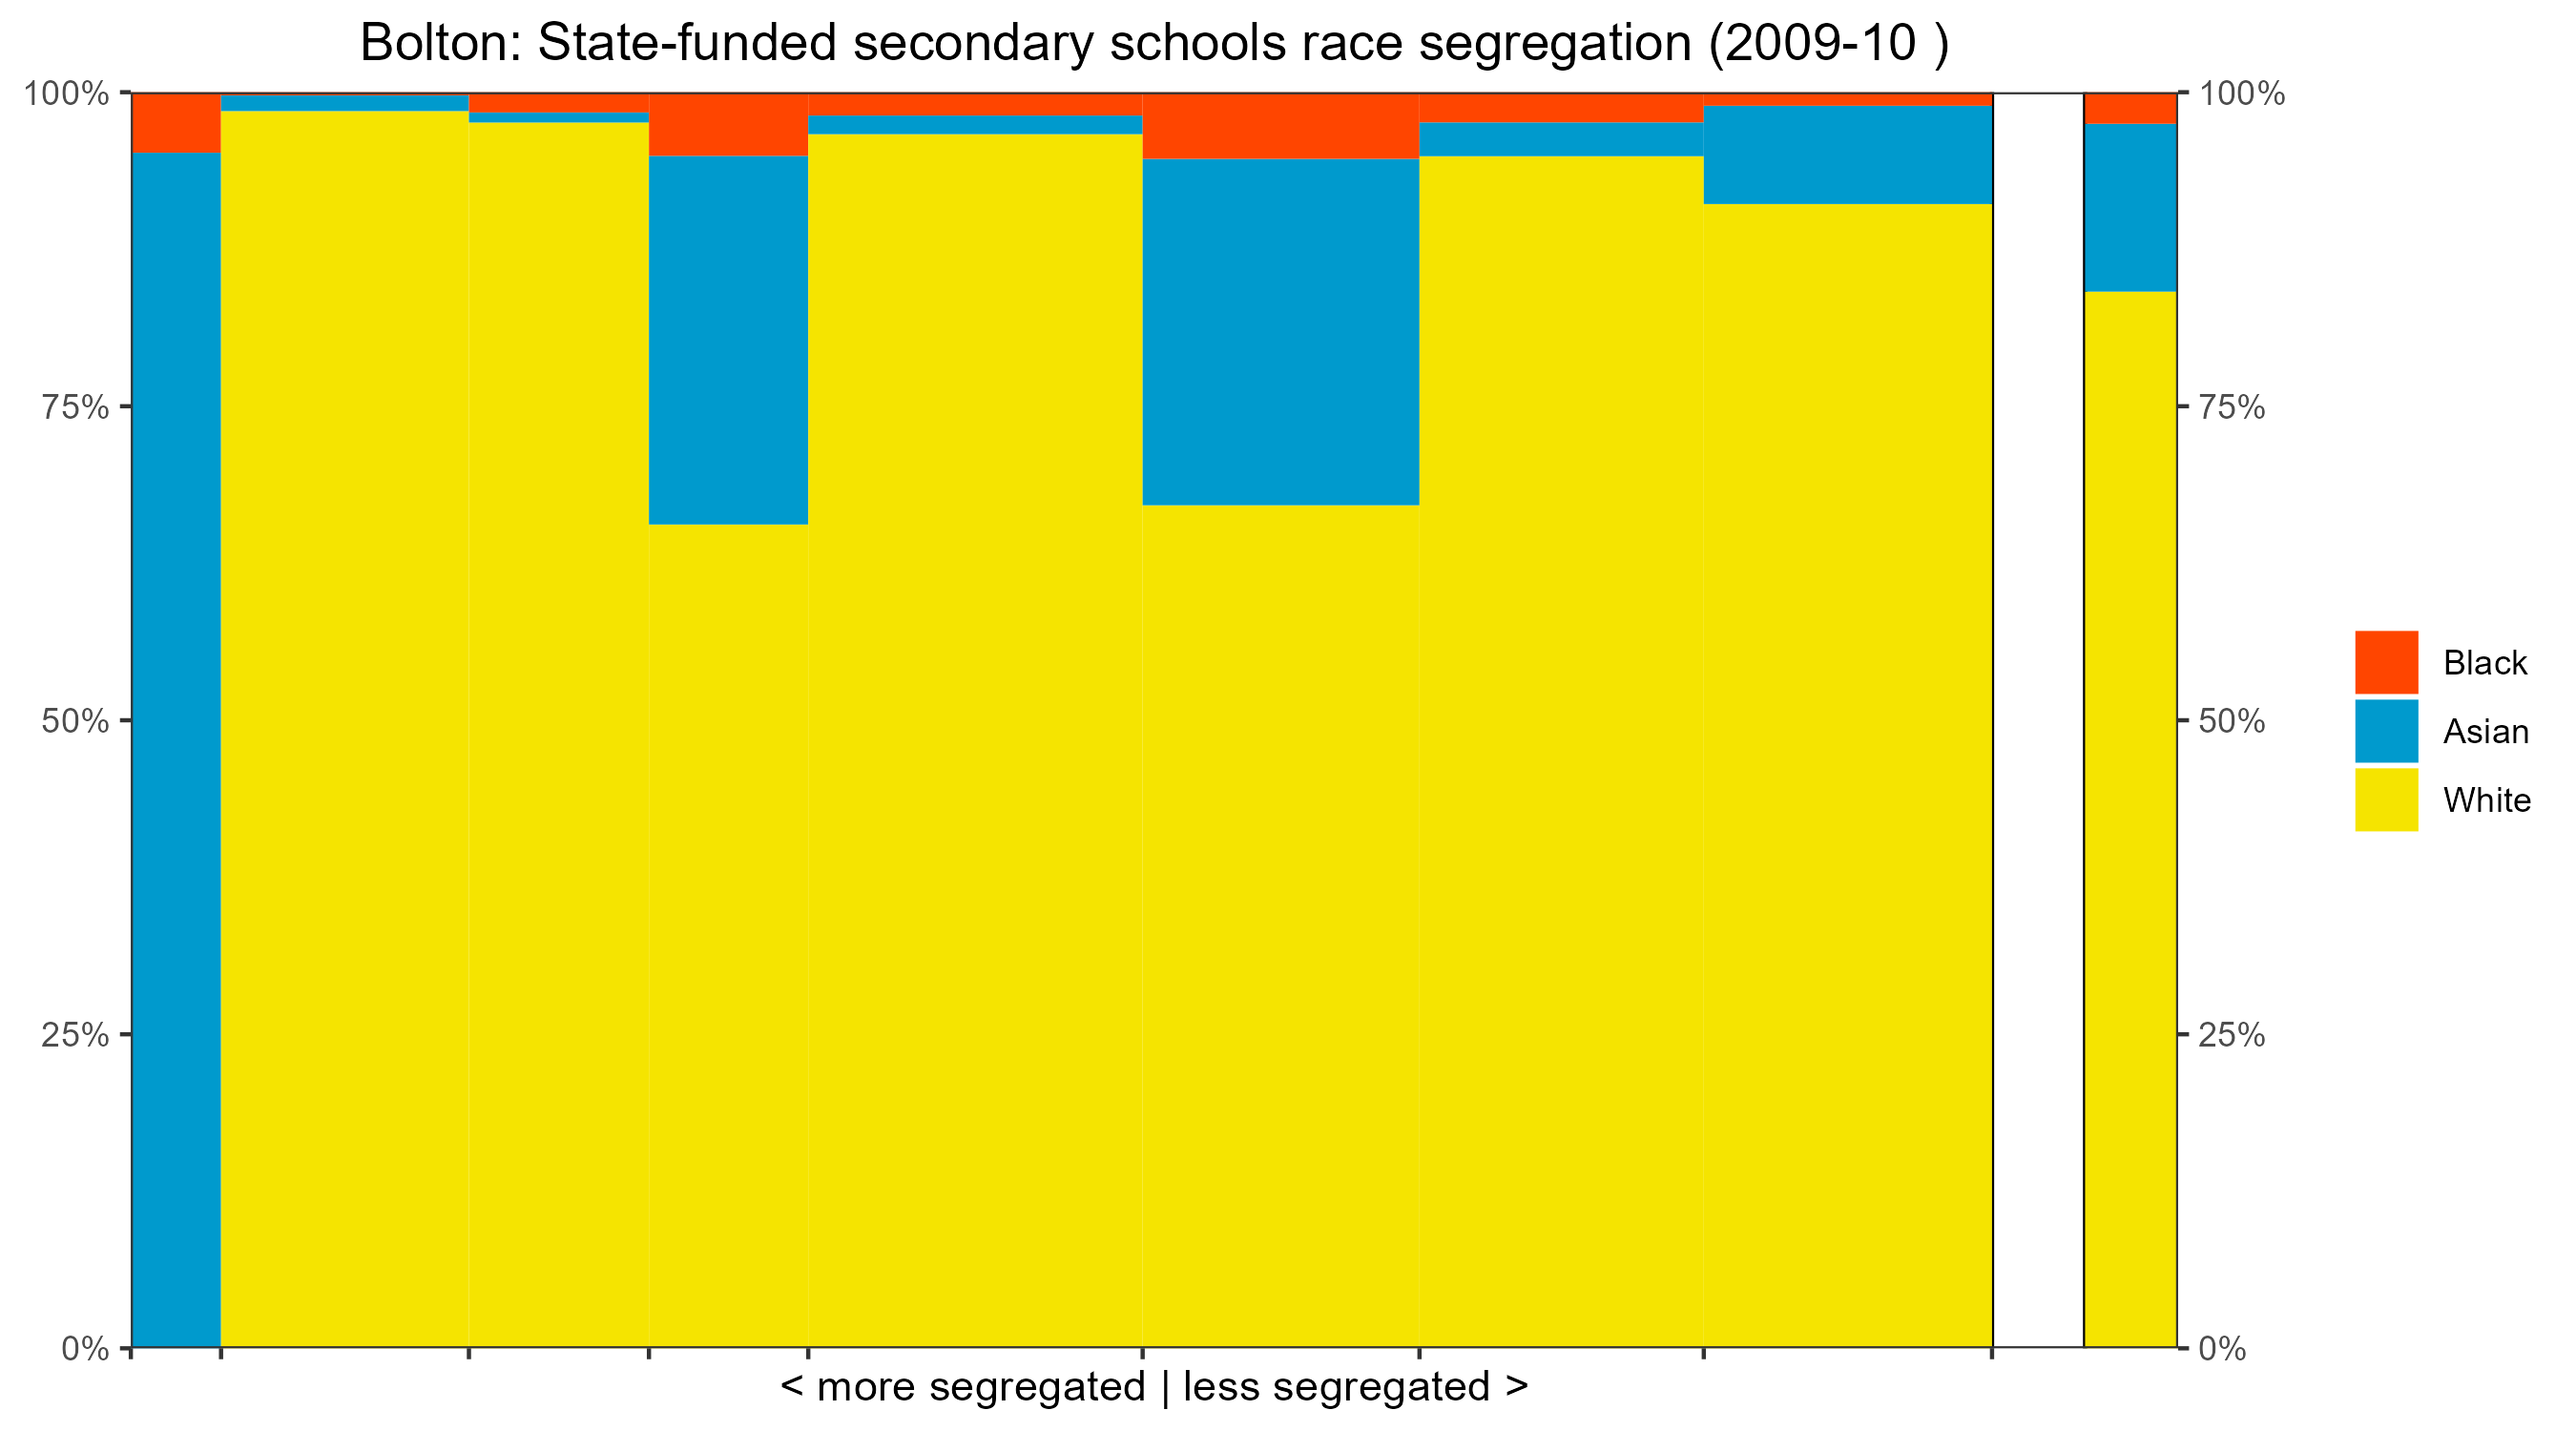 Bolton: State-funded secondary schools race segregation (2009-10 )
100%
75%
50%
25%
0%
100%
75%
50%
25%
0%
Black
Asian
White
< more segregated | less segregated >